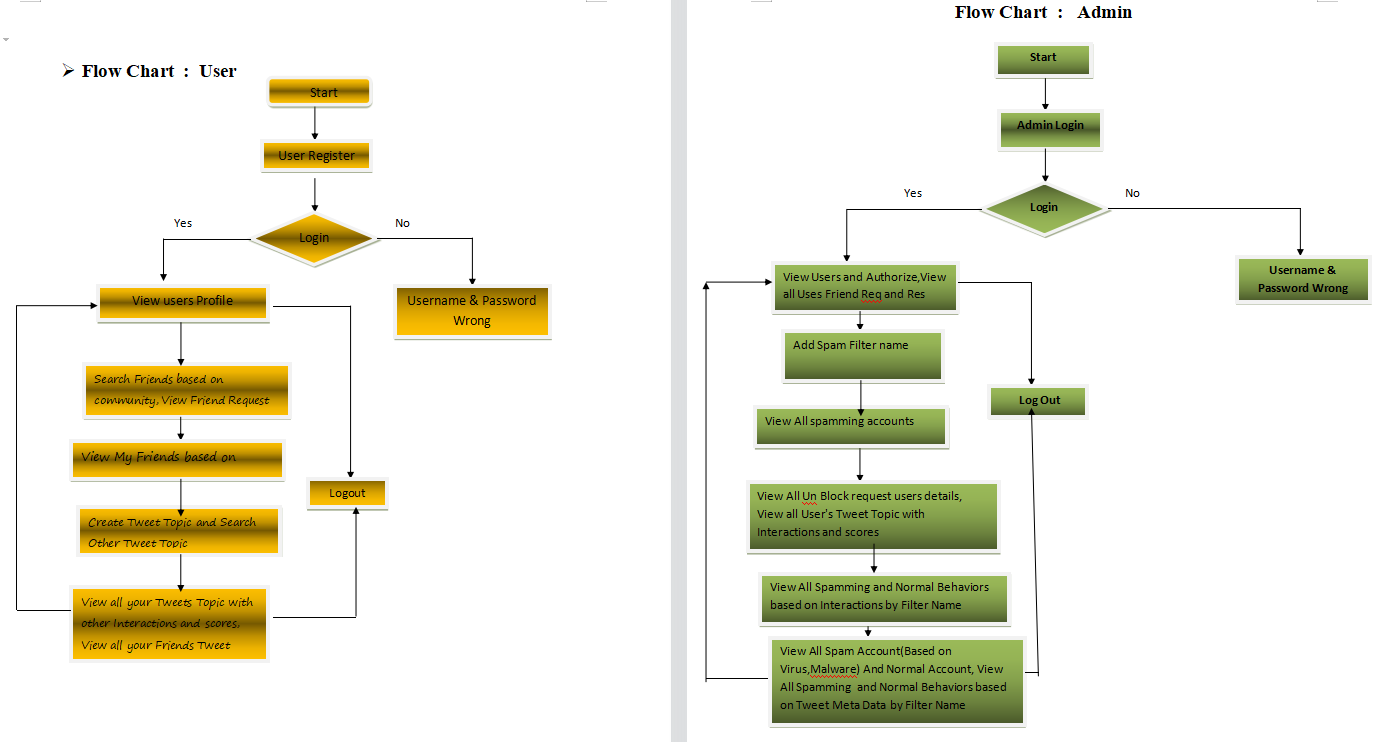 Flow Chart : User
Start
User Register
Yes
No
Login
View users Profile
Username & Password
Wrong
Search Friends based on
community, View Friend Request
View My Friends based on
Logout
Create Tweet Topic and Search
Other Tweet Topic
View all your Tweets Topic with
other Interactions and scores,
View all your Friends Tweet
Flow Chart : Admin
Start
Admin Login
Yes
No
Login
View Users and Authorize,View
all Uses Friend Req and Res
Username &
Password Wrong
Add Spam Filter name
Log Out
View All spamming accounts
View All Un Block request users details,
View all User's Tweet Topic with
Interactions and scores
View All Spamming and Normal Behaviors
based on Interactions by Filter Name
View All Spam Account(Based on
Virus,Malware) And Normal Account, View
All Spamming and Normal Behaviors based
on Tweet Meta Data by Filter Name